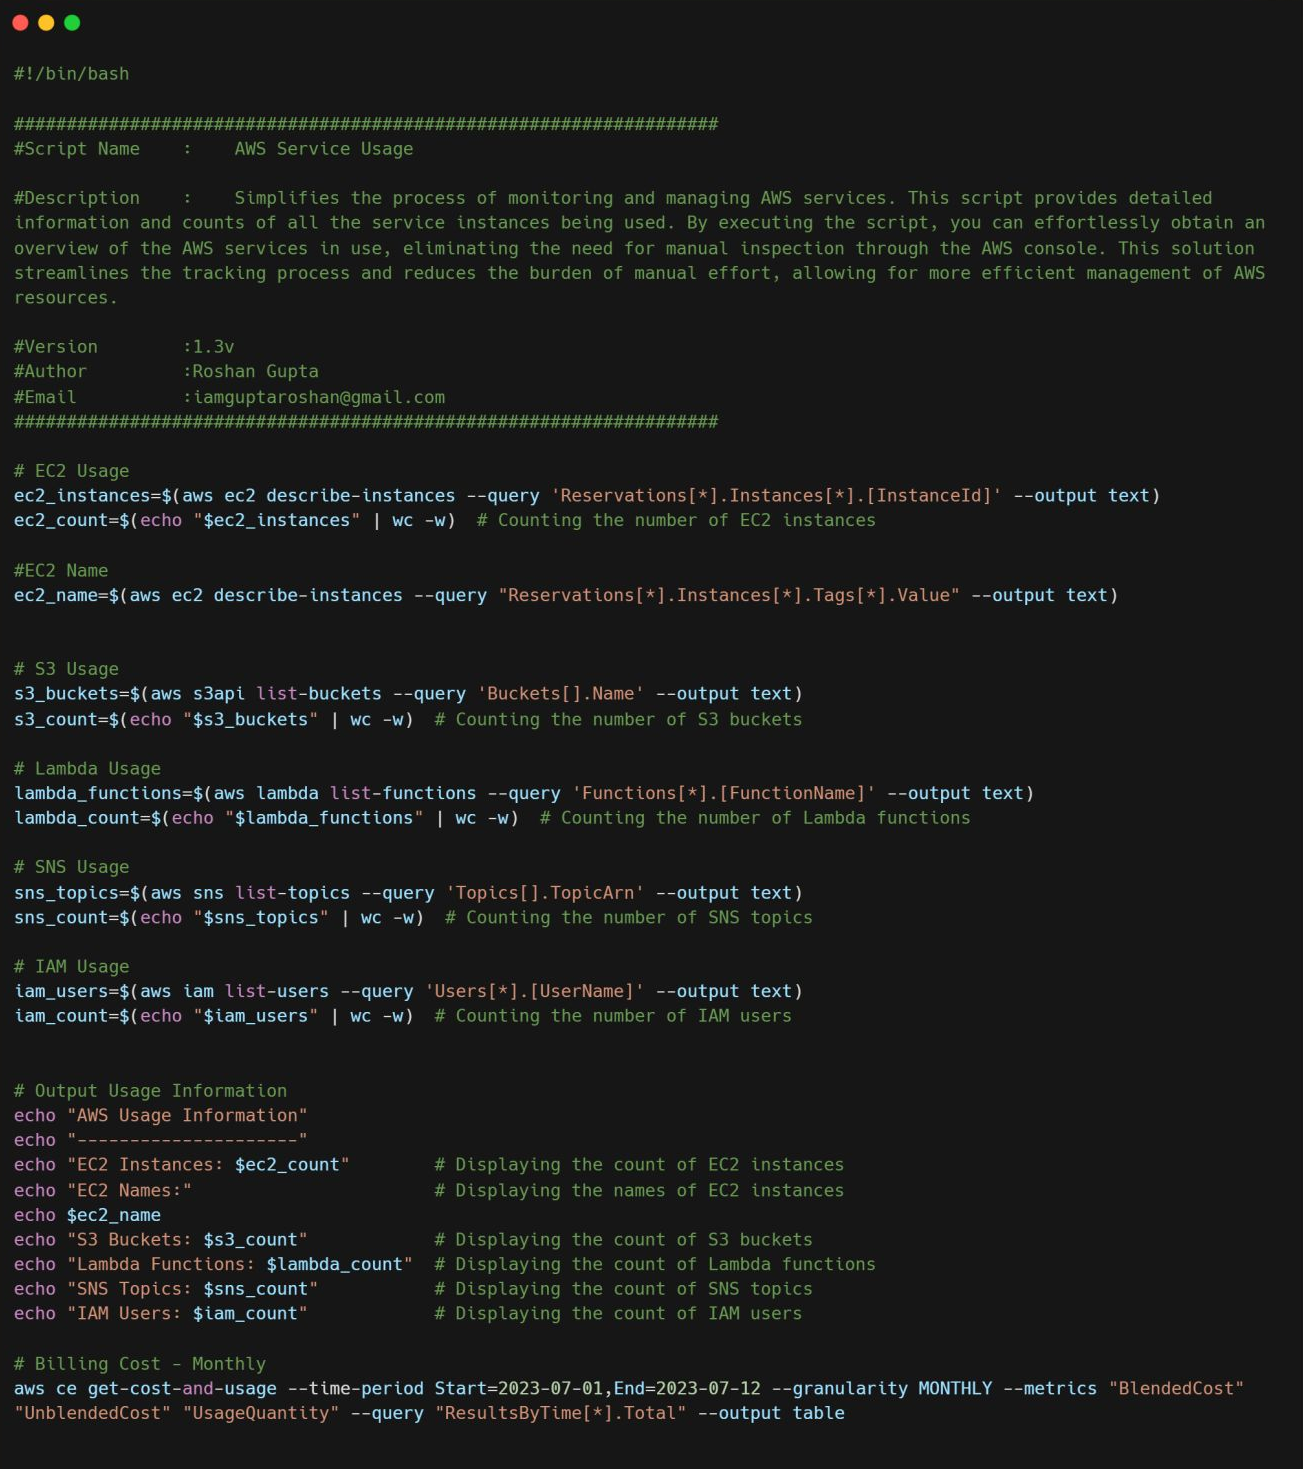 #!/bin/bash
###################################################################
#Script Name    :    AWS Service Usage
#Description    :    Simplifies the process of monitoring and managing AWS services. This script provides detailed
information and counts of all the service instances being used. By executing the script, you can effortlessly obtain an
overview of the AWS services in use, eliminating the need for manual inspection through the AWS console. This solution
streamlines the tracking process and reduces the burden of manual effort, allowing for more efficient management of AWS
resources.
#Version        :1.3v
#Author         :Roshan Gupta
#Email          :iamguptaroshan@gmail.com
###################################################################
# EC2 Usage
ec2_instances=$(aws ec2 describe-instances --query 'Reservations[*].Instances[*].[InstanceId]' --output text)
ec2_count=$(echo "$ec2_instances" | wc -w)  # Counting the number of EC2 instances
#EC2 Name
ec2_name=$(aws ec2 describe-instances --query "Reservations[*].Instances[*].Tags[*].Value" --output text)
# S3 Usage
s3_buckets=$(aws s3api list-buckets --query 'Buckets[].Name' --output text)
s3_count=$(echo "$s3_buckets" | wc -w)  # Counting the number of S3 buckets
# Lambda Usage
lambda_functions=$(aws lambda list-functions --query 'Functions[*].[FunctionName]' --output text)
lambda_count=$(echo "$lambda_functions" | wc -w)  # Counting the number of Lambda functions
# SNS Usage
sns_topics=$(aws sns list-topics --query 'Topics[].TopicArn' --output text)
sns_count=$(echo "$sns_topics" | wc -w)  # Counting the number of SNS topics
# IAM Usage
iam_users=$(aws iam list-users --query 'Users[*].[UserName]' --output text)
iam_count=$(echo "$iam_users" | wc -w)  # Counting the number of IAM users
# Output Usage Information
echo "AWS Usage Information"
echo "---------------------"
echo "EC2 Instances: $ec2_count"        # Displaying the count of EC2 instances
echo "EC2 Names:"                       # Displaying the names of EC2 instances
echo $ec2_name
echo "S3 Buckets: $s3_count"            # Displaying the count of S3 buckets
echo "Lambda Functions: $lambda_count"  # Displaying the count of Lambda functions
echo "SNS Topics: $sns_count"           # Displaying the count of SNS topics
echo "IAM Users: $iam_count"            # Displaying the count of IAM users
# Billing Cost - Monthly
aws ce get-cost-and-usage --time-period Start=2023-07-01,End=2023-07-12 --granularity MONTHLY --metrics "BlendedCost"
"UnblendedCost" "UsageQuantity" --query "ResultsByTime[*].Total" --output table